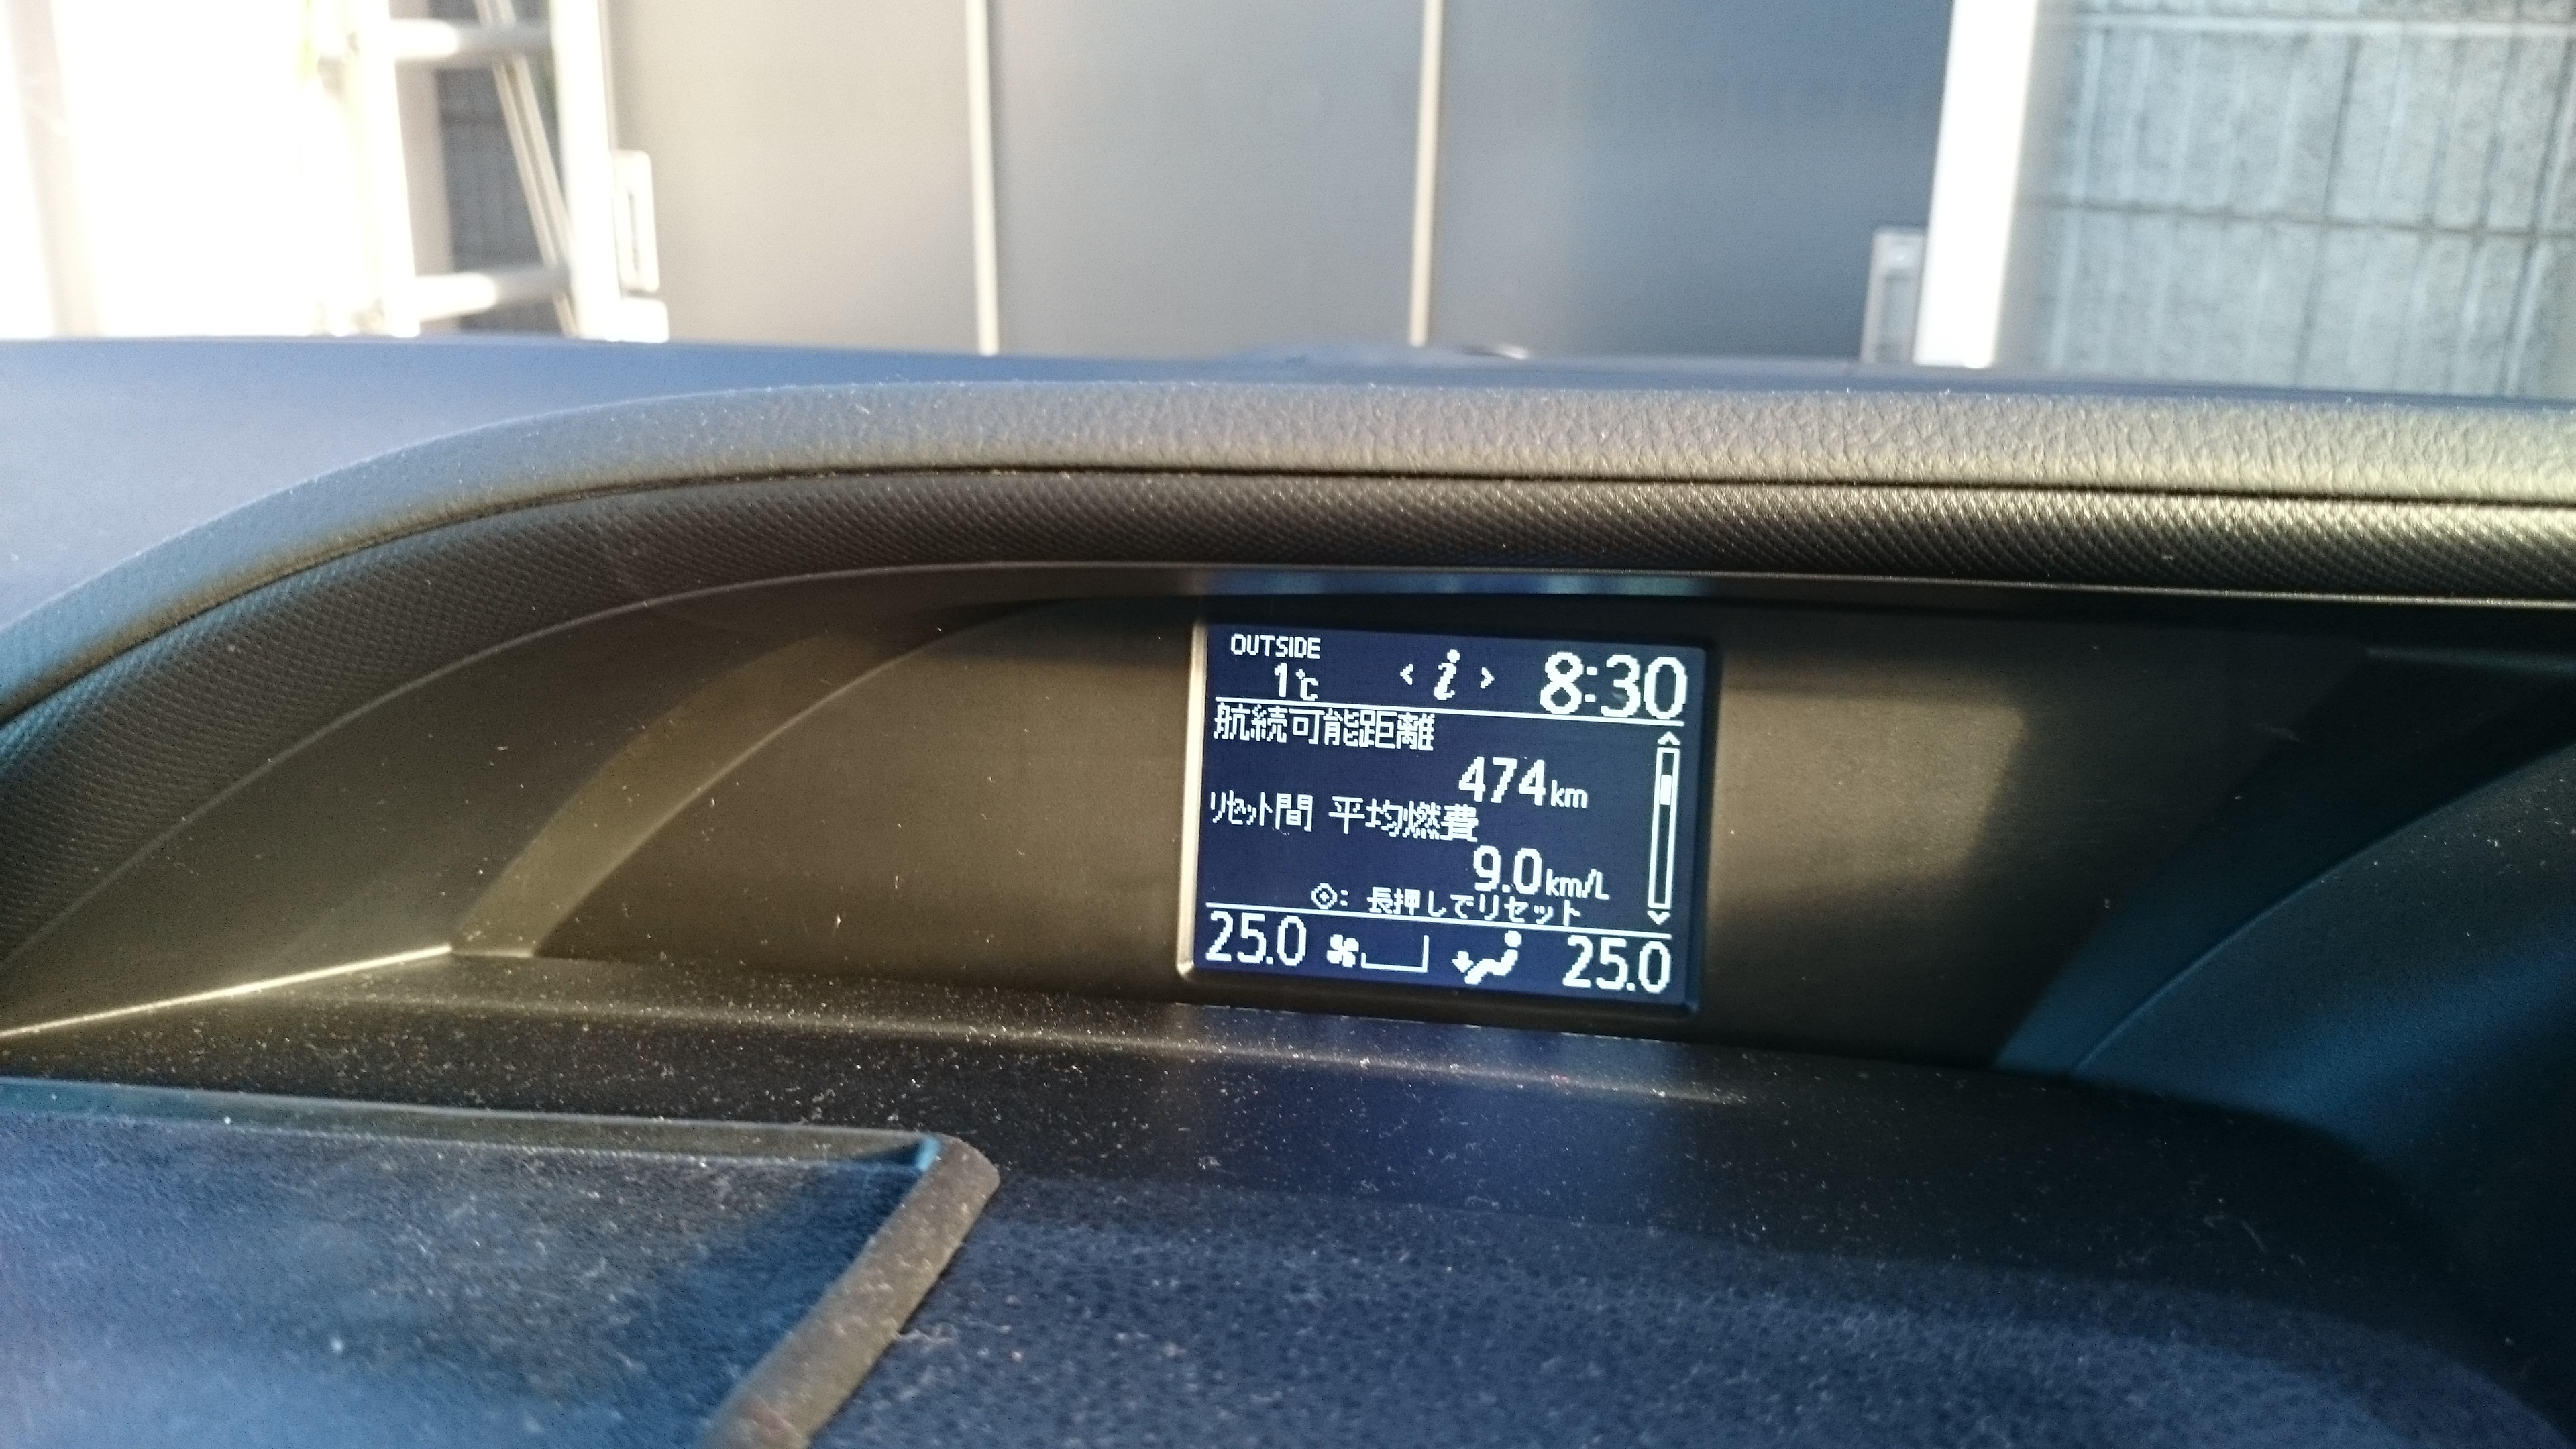 OUTSIDE
1℃ < i > 8:30
航続可能距離
474km
リセット間 平均燃費
9.0km/L
: 長押しでリセット
25.0 25.0